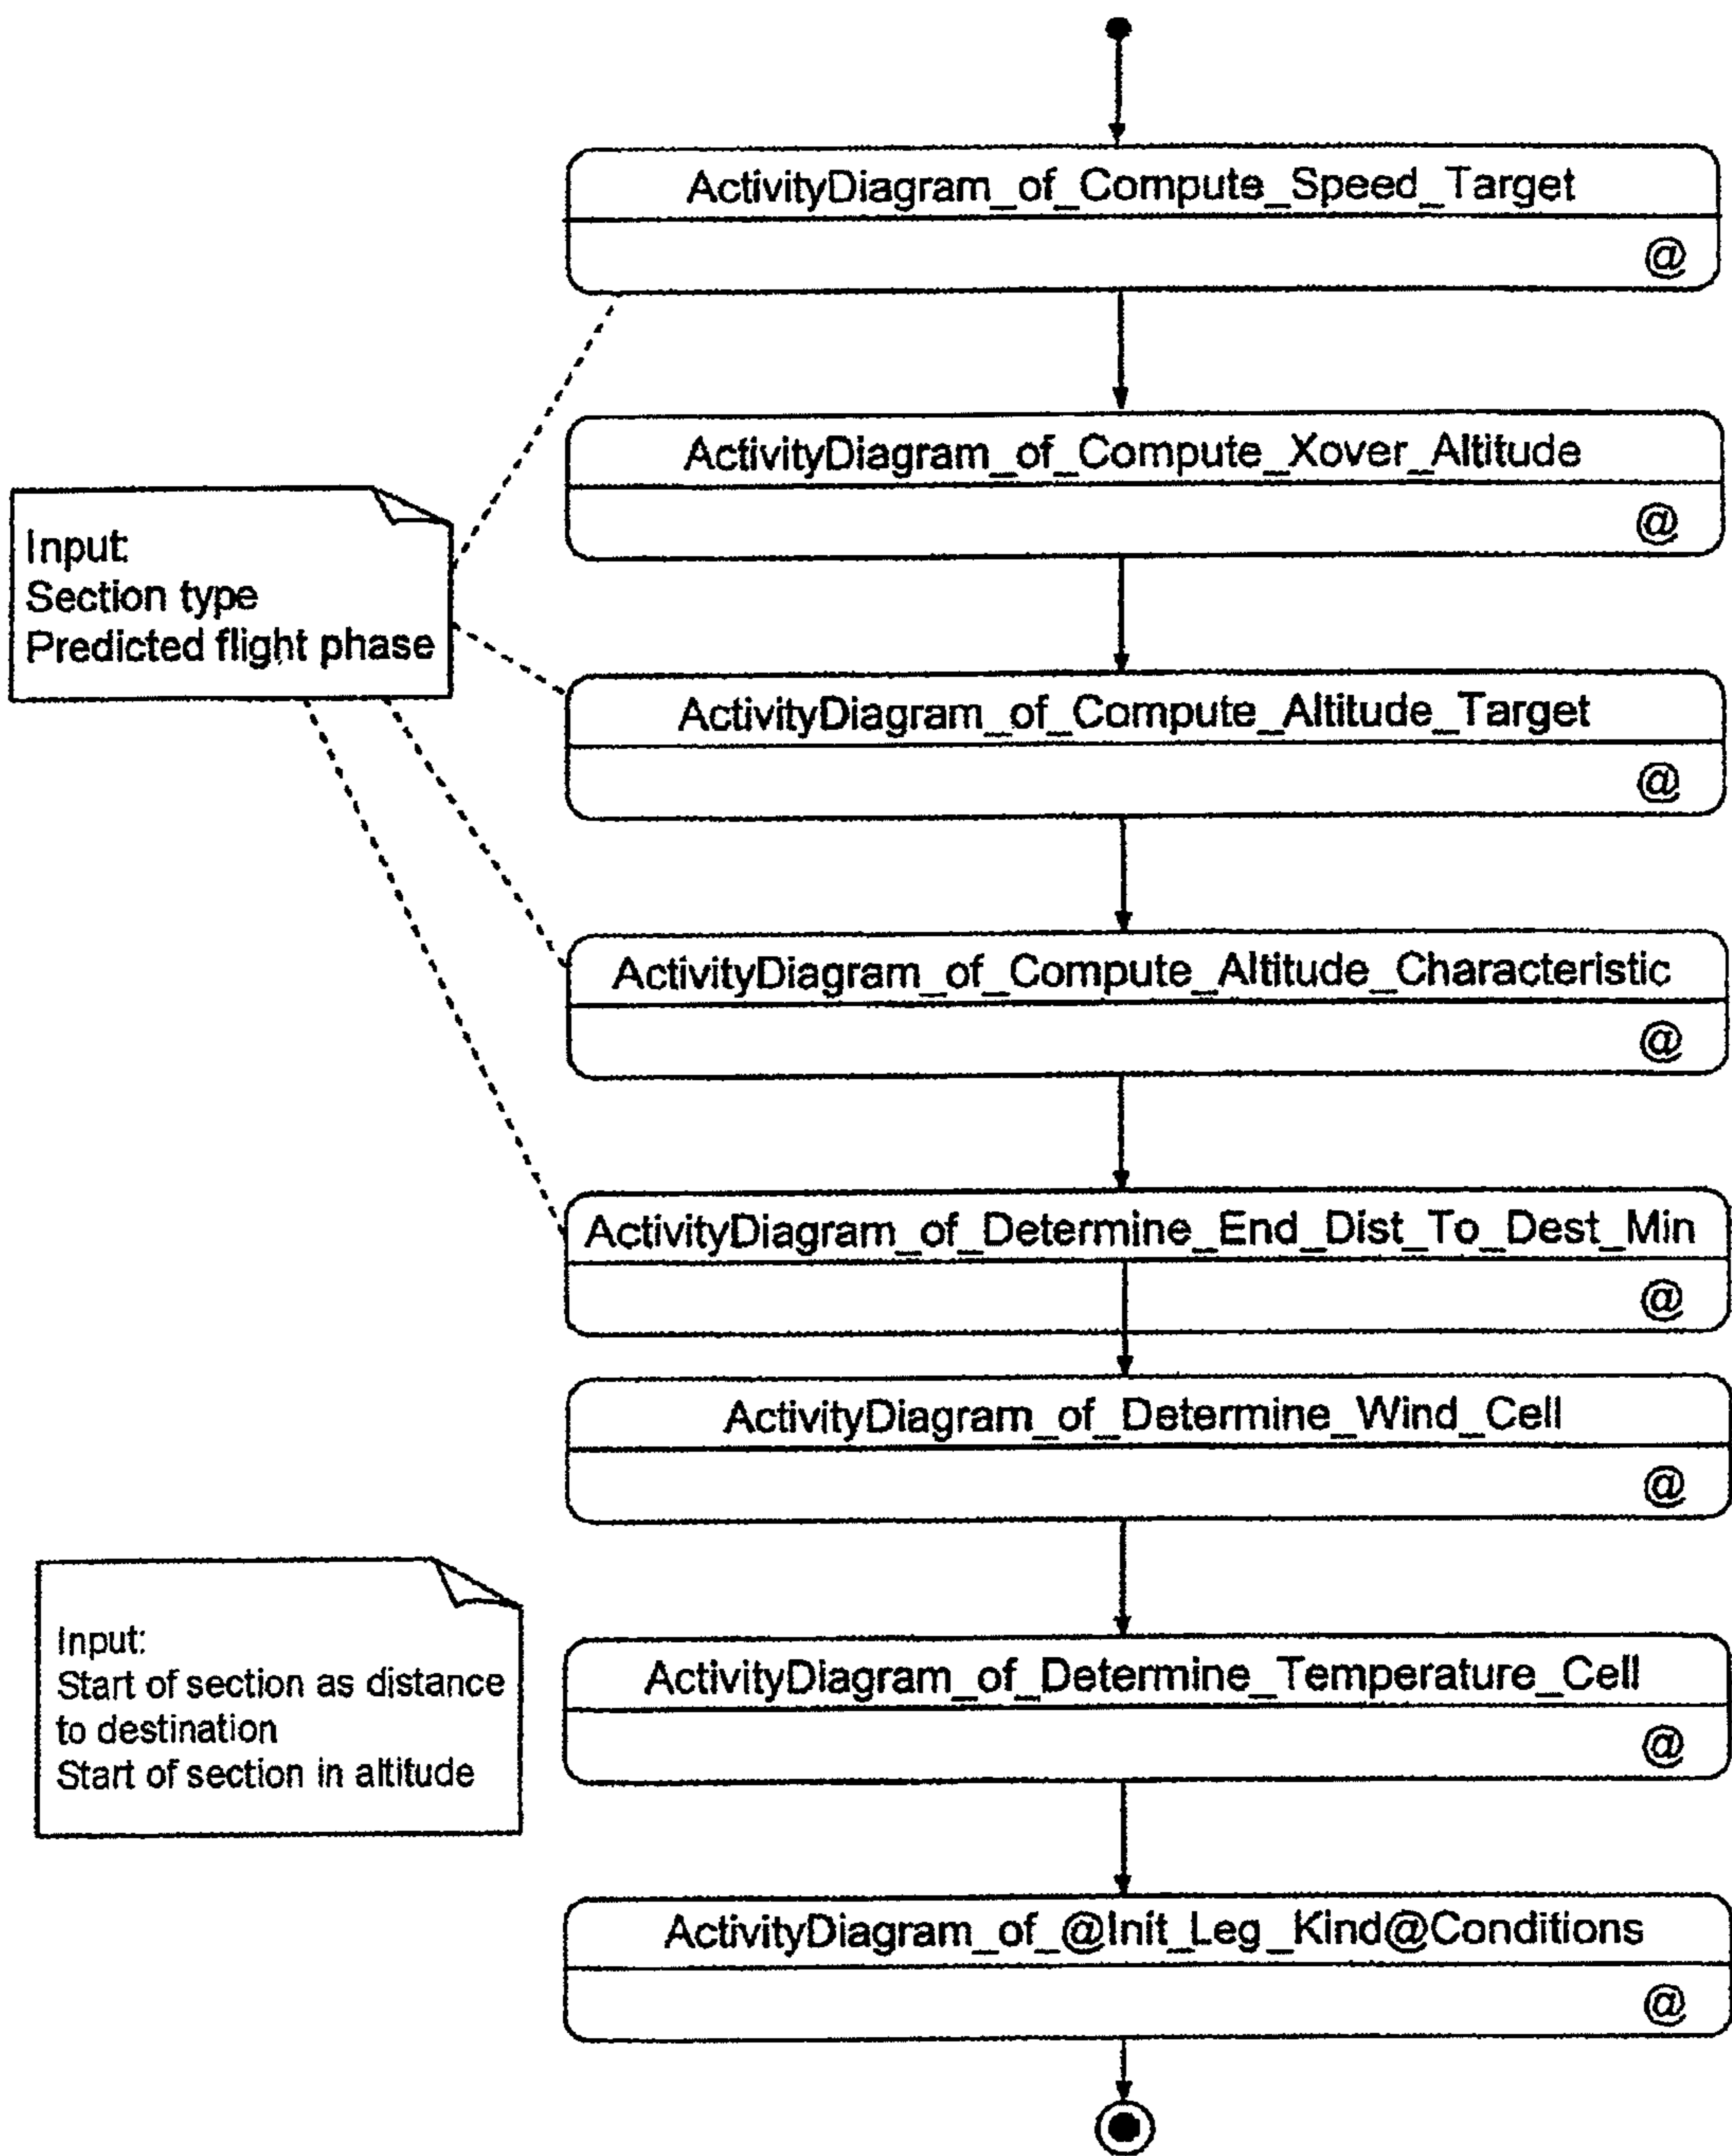 ActivityDiagram_of_Compute_Speed_Target
@
ActivityDiagram_of_Compute_Xover_Altitude
@
Input:
Section type
Predicted flight phase
ActivityDiagram_of_Compute_Altitude_Target
@
ActivityDiagram_of_Compute_Altitude_Characteristic
@
ActivityDiagram_of_Determine_End_Dist_To_Dest_Min
@
ActivityDiagram_of_Determine_Wind_Cell
@
Input:
Start of section as distance
to destination
Start of section in altitude
ActivityDiagram_of_Determine_Temperature_Cell
@
ActivityDiagram_of_@Init_Leg_Kind@Conditions
@